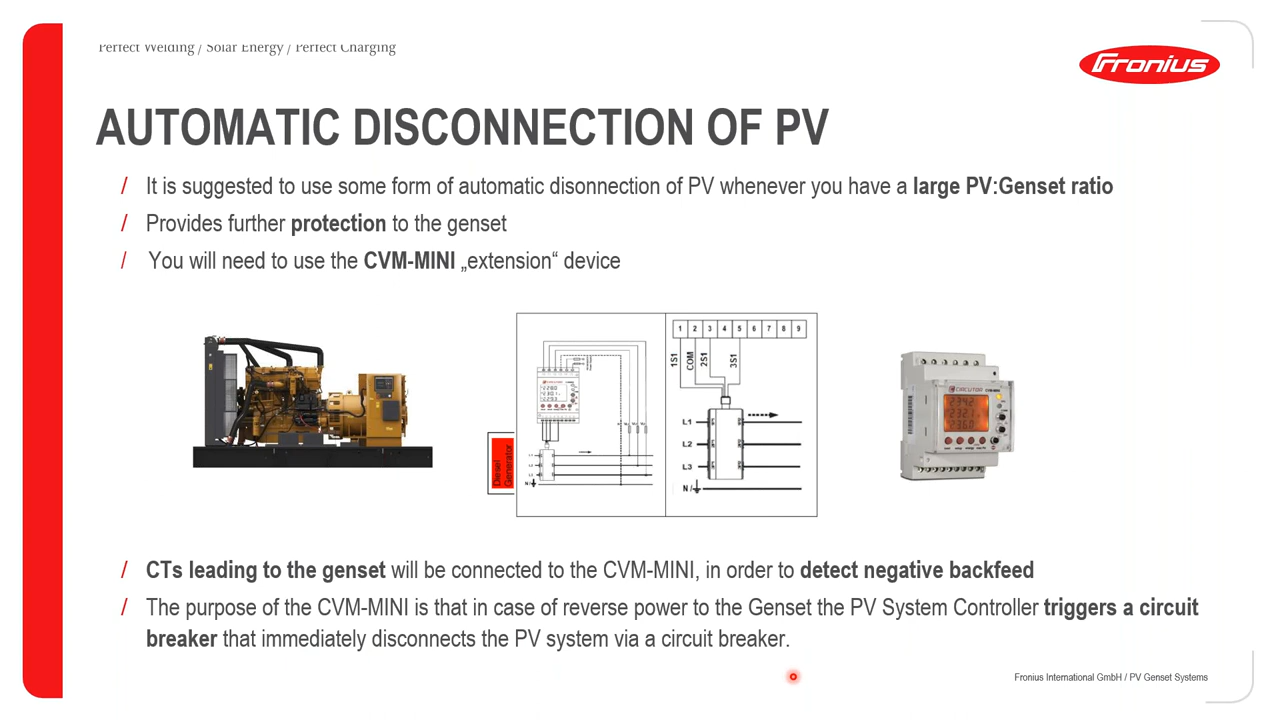 Perfect Welding / Solar Energy / Perfect Charging
Fronius
AUTOMATIC DISCONNECTION OF PV
/ It is suggested to use some form of automatic disonnection of PV whenever you have a large PV:Genset ratio
/ Provides further protection to the genset
/ You will need to use the CVM-MINI „extension“ device
Diesel
Generator
L1
L2
L3
N
1 2 3 4 5 6 7 8 9
1S1
COM
2S1
3S1
L1
L2
L3
N /
CIRCUTOR CVM-MINI
/ CTs leading to the genset will be connected to the CVM-MINI, in order to detect negative backfeed
/ The purpose of the CVM-MINI is that in case of reverse power to the Genset the PV System Controller triggers a circuit
breaker that immediately disconnects the PV system via a circuit breaker.
Fronius International GmbH / PV Genset Systems